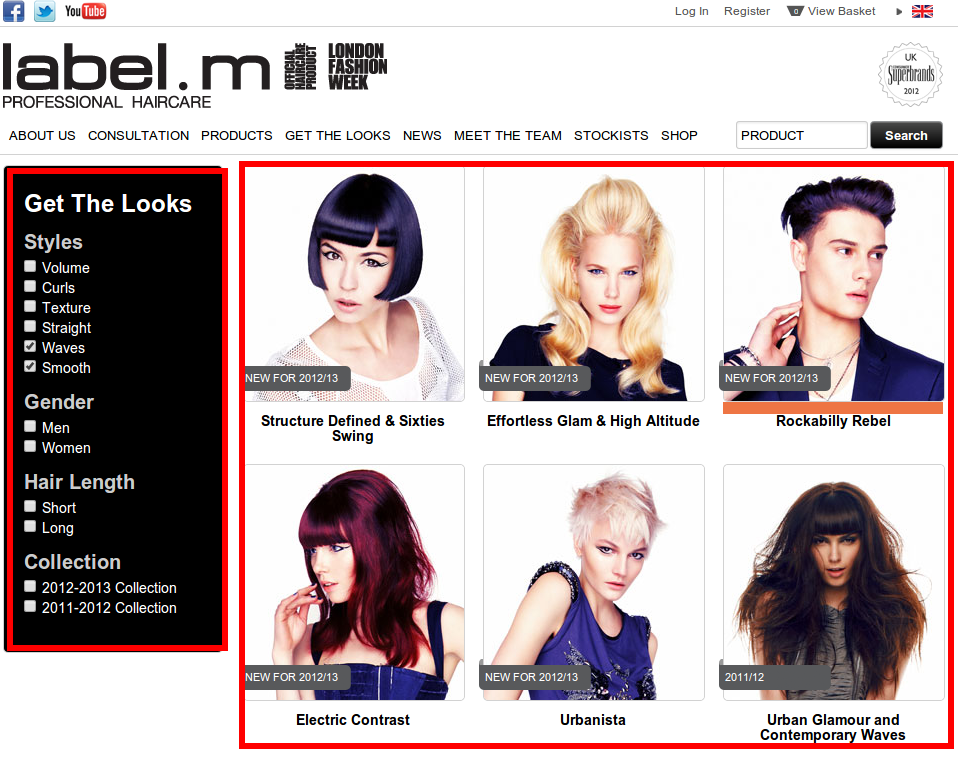 You Tube
Log In Register 0 View Basket
label.m
PROFESSIONAL HAIRCARE
OFFICIAL
HAIRCARE
PRODUCT
LONDON
FASHION
WEEK
UK
Superbrands
2012
ABOUT US CONSULTATION PRODUCTS GET THE LOOKS NEWS MEET THE TEAM STOCKISTS SHOP
PRODUCT Search
Get The Looks
Styles
Volume
Curls
Texture
Straight
Waves
Smooth
Gender
Men
Women
Hair Length
Short
Long
Collection
2012-2013 Collection
2011-2012 Collection
NEW FOR 2012/13
Structure Defined & Sixties
Swing
NEW FOR 2012/13
Effortless Glam & High Altitude
NEW FOR 2012/13
Rockabilly Rebel
NEW FOR 2012/13
Electric Contrast
NEW FOR 2012/13
Urbanista
2011/12
Urban Glamour and
Contemporary Waves